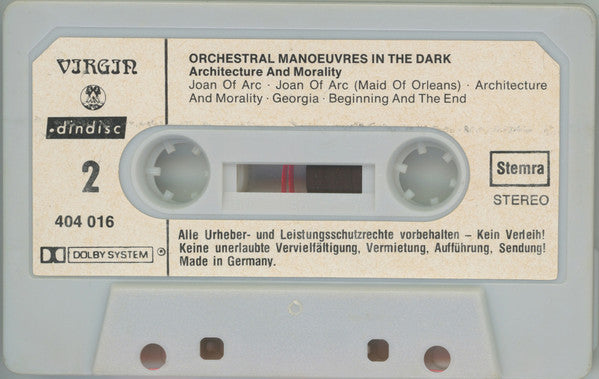 VIRGIN
ORCHESTRAL MANOEUVRES IN THE DARK
Architecture And Morality
Joan Of Arc · Joan Of Arc (Maid Of Orleans) · Architecture
And Morality · Georgia · Beginning And The End
·dindisc
2
404 016
Stemra
STEREO
DOLBY SYSTEM ®
Alle Urheber- und Leistungsschutzrechte vorbehalten – Kein Verleih!
Keine unerlaubte Vervielfältigung, Vermietung, Aufführung, Sendung!
Made in Germany.